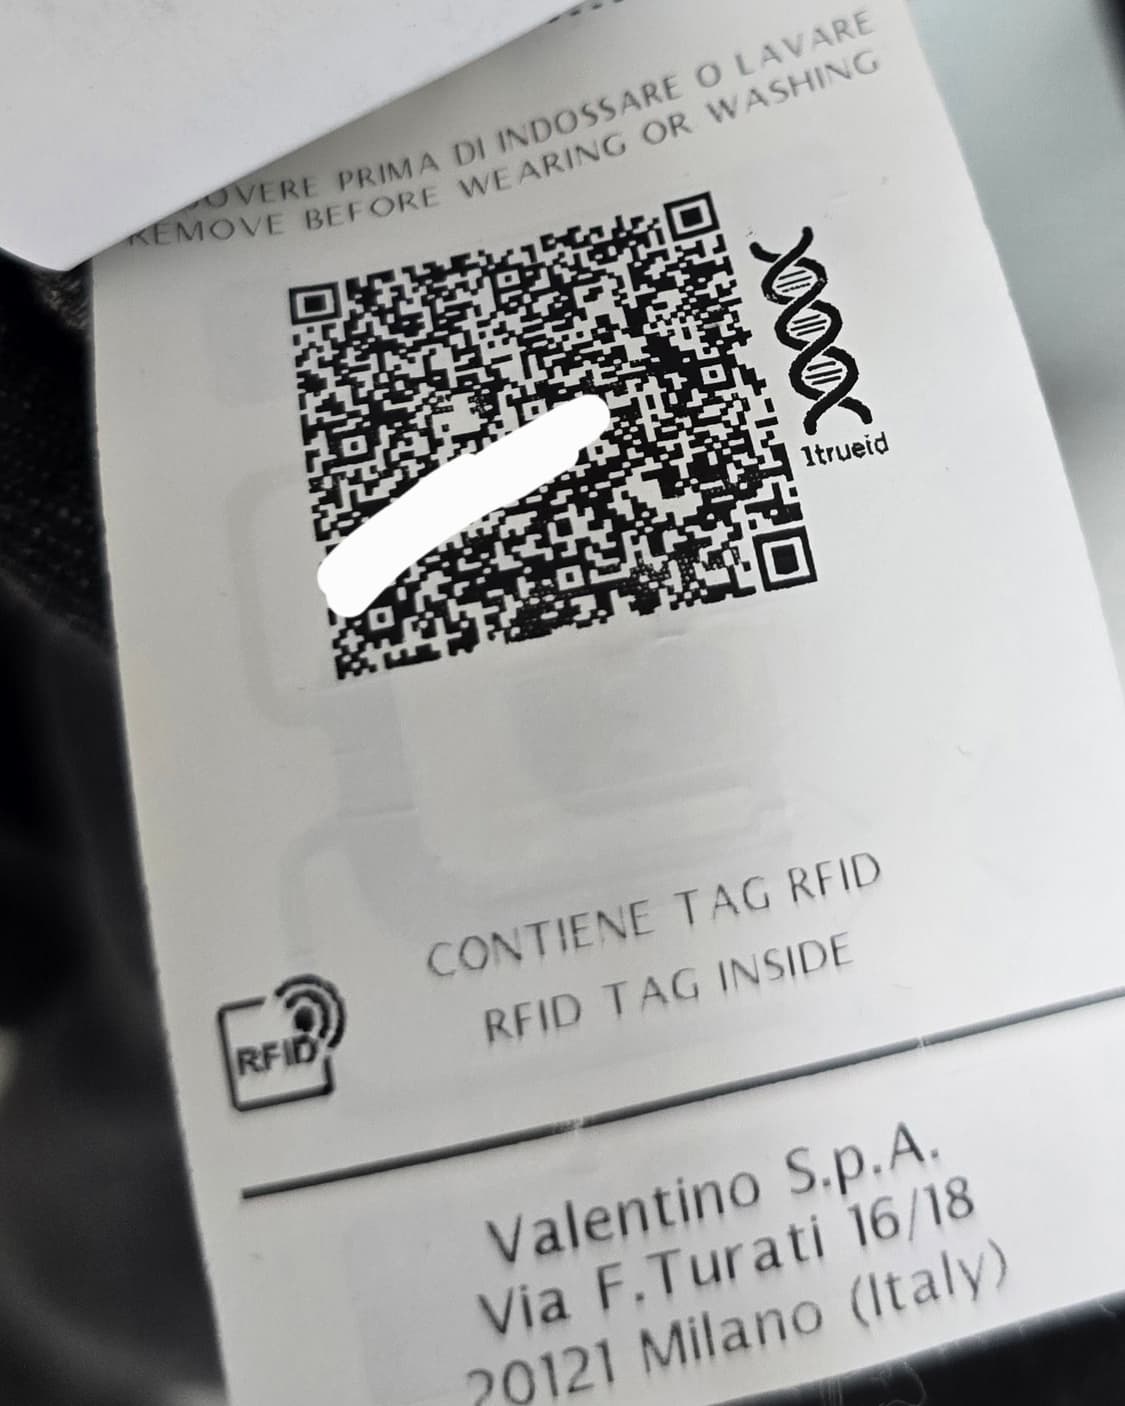 PRIMA DI INDOSSARE O LAVARE
REMOVE BEFORE WEARING OR WASHING
1trueid
CONTIENE TAG RFID
RFID TAG INSIDE
RFID
Valentino S.p.A.
Via F.Turati 16/18
20121 Milano (Italy)